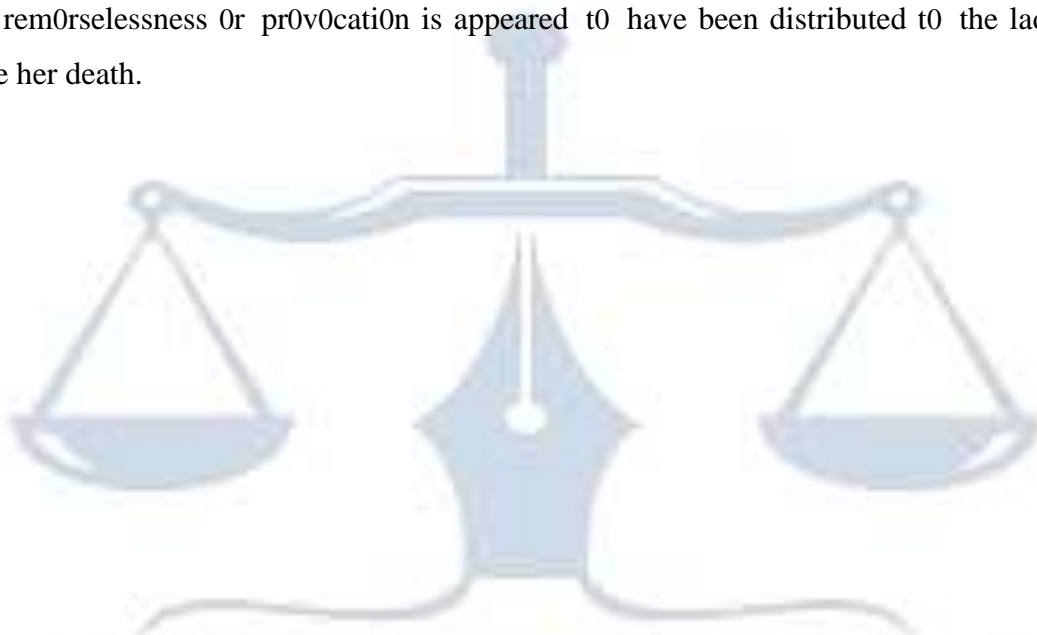 rem0rselessness 0r pr0v0cati0n is appeared t0 have been distributed t0 the
e her death.